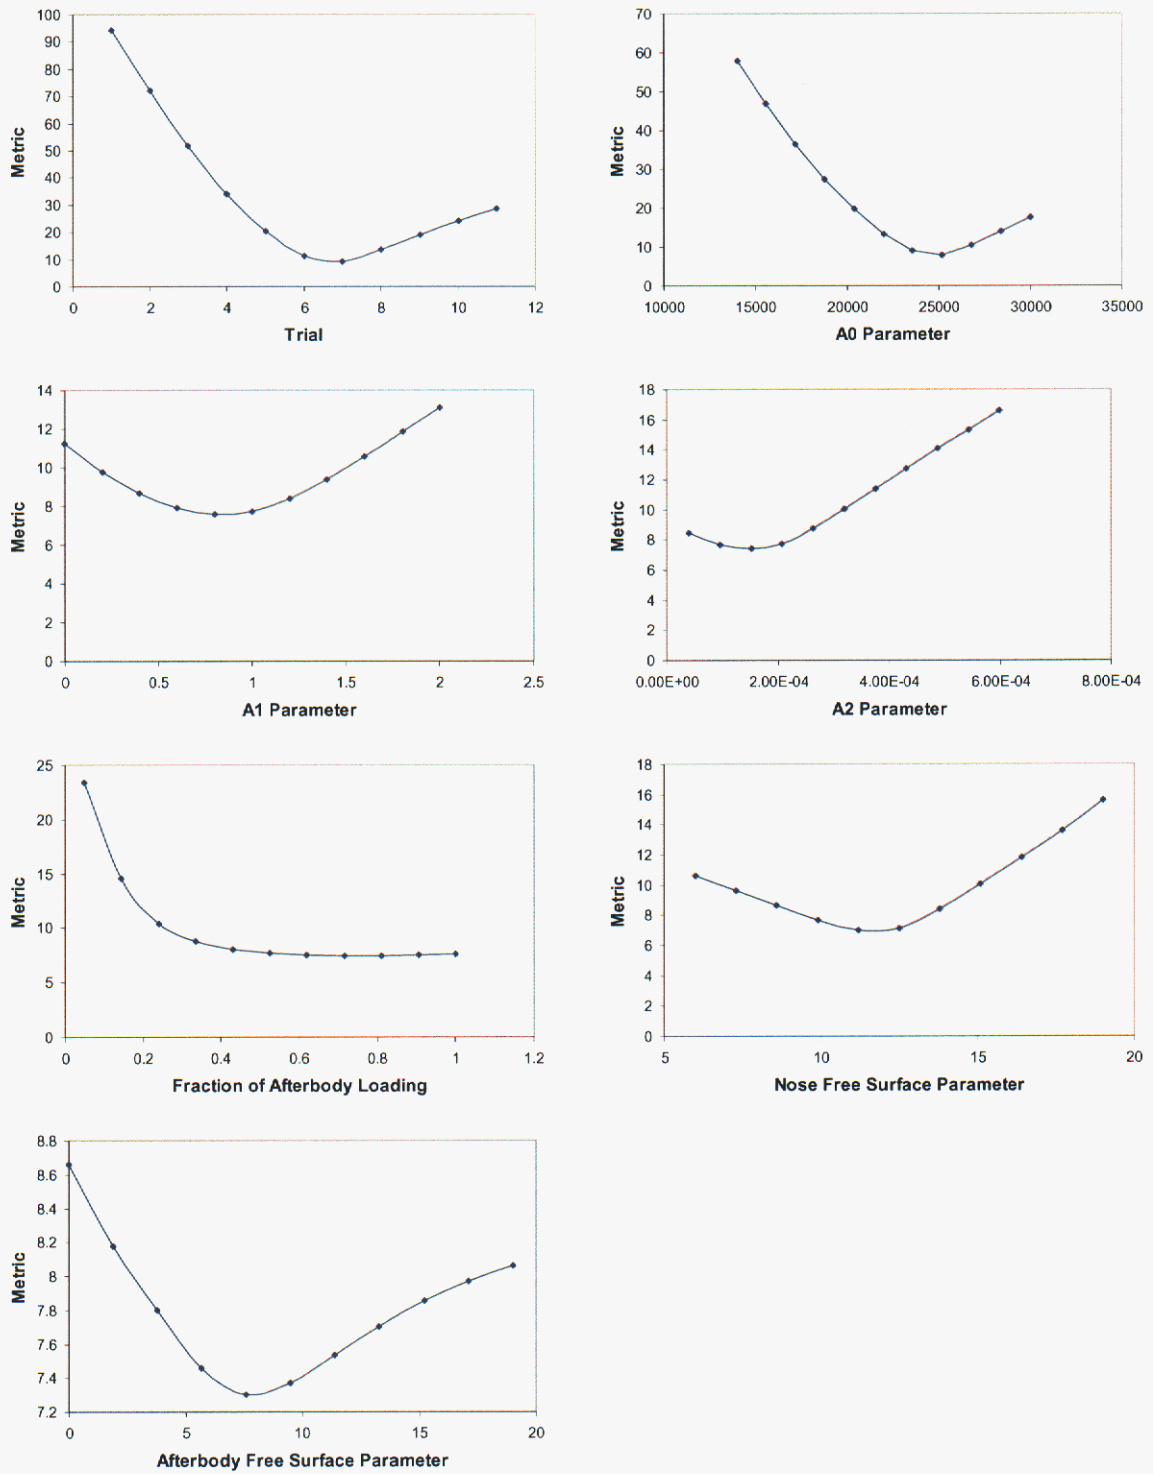 100
90
80
70
60
50
40
30
20
10
0
Metric
0 2 4 6 8 10 12
Trial
70
60
50
40
30
20
10
0
Metric
10000 15000 20000 25000 30000 35000
A0 Parameter
14
12
10
8
6
4
2
0
Metric
0 0.5 1 1.5 2 2.5
A1 Parameter
18
16
14
12
10
8
6
4
2
0
Metric
0.00E+00 2.00E-04 4.00E-04 6.00E-04 8.00E-04
A2 Parameter
25
20
15
10
5
0
Metric
0 0.2 0.4 0.6 0.8 1 1.2
Fraction of Afterbody Loading
18
16
14
12
10
8
6
4
2
0
Metric
5 10 15 20
Nose Free Surface Parameter
8.8
8.6
8.4
8.2
8
7.8
7.6
7.4
7.2
Metric
0 5 10 15 20
Afterbody Free Surface Parameter